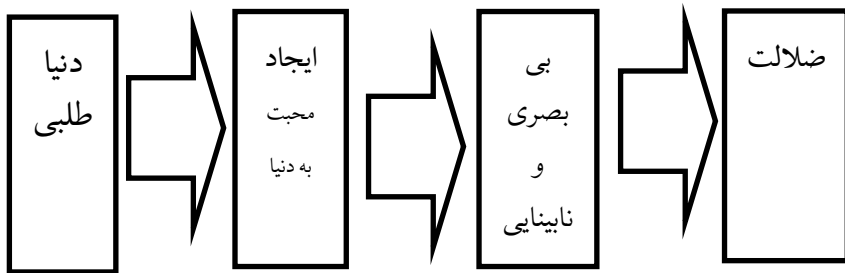 دنیا
طلبی
ایجاد
محبت
به دنیا
بی
بصری
و
نابینایی
ضلالت